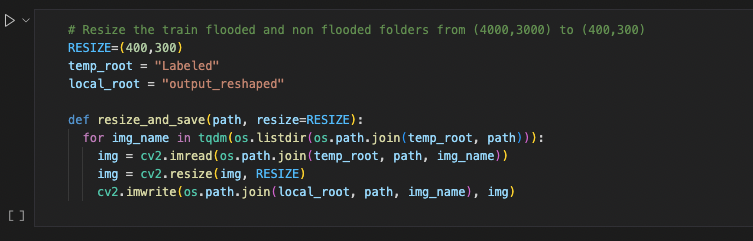 # Resize the train flooded and non flooded folders from (4000,3000) to (400,300)
RESIZE=(400,300)
temp_root = "Labeled"
local_root = "output_reshaped"
def resize_and_save(path, resize=RESIZE):
for img_name in tqdm(os.listdir(os.path.join(temp_root, path))):
img = cv2.imread(os.path.join(temp_root, path, img_name))
img = cv2.resize(img, RESIZE)
cv2.imwrite(os.path.join(local_root, path, img_name), img)
[ ]